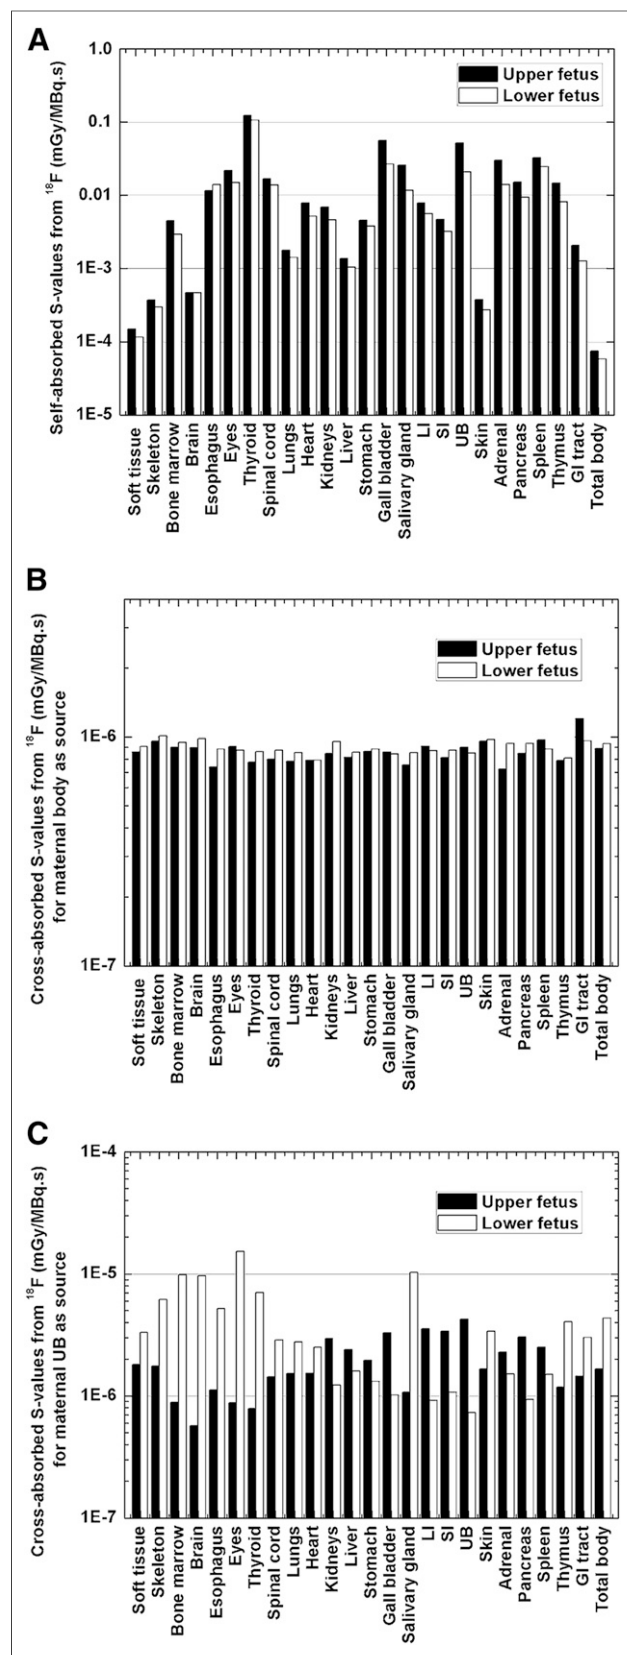 A
Self-absorbed S-values from ¹⁸F (mGy/MBq.s)
1.0
0.1
0.01
1E-3
1E-4
1E-5
Upper fetus
Lower fetus
Soft tissue
Skeleton
Bone marrow
Brain
Esophagus
Eyes
Thyroid
Spinal cord
Lungs
Heart
Kidneys
Liver
Stomach
Gall bladder
Salivary gland
LI
SI
UB
Skin
Adrenal
Pancreas
Spleen
Thymus
GI tract
Total body
B
Cross-absorbed S-values from ¹⁸F (mGy/MBq.s)
for maternal body as source
1E-6
1E-7
Upper fetus
Lower fetus
Soft tissue
Skeleton
Bone marrow
Brain
Esophagus
Eyes
Thyroid
Spinal cord
Lungs
Heart
Kidneys
Liver
Stomach
Gall bladder
Salivary gland
LI
SI
UB
Skin
Adrenal
Pancreas
Spleen
Thymus
GI tract
Total body
C
Cross-absorbed S-values from ¹⁸F (mGy/MBq.s)
for maternal UB as source
1E-4
1E-5
1E-6
1E-7
Upper fetus
Lower fetus
Soft tissue
Skeleton
Bone marrow
Brain
Esophagus
Eyes
Thyroid
Spinal cord
Lungs
Heart
Kidneys
Liver
Stomach
Gall bladder
Salivary gland
LI
SI
UB
Skin
Adrenal
Pancreas
Spleen
Thymus
GI tract
Total body